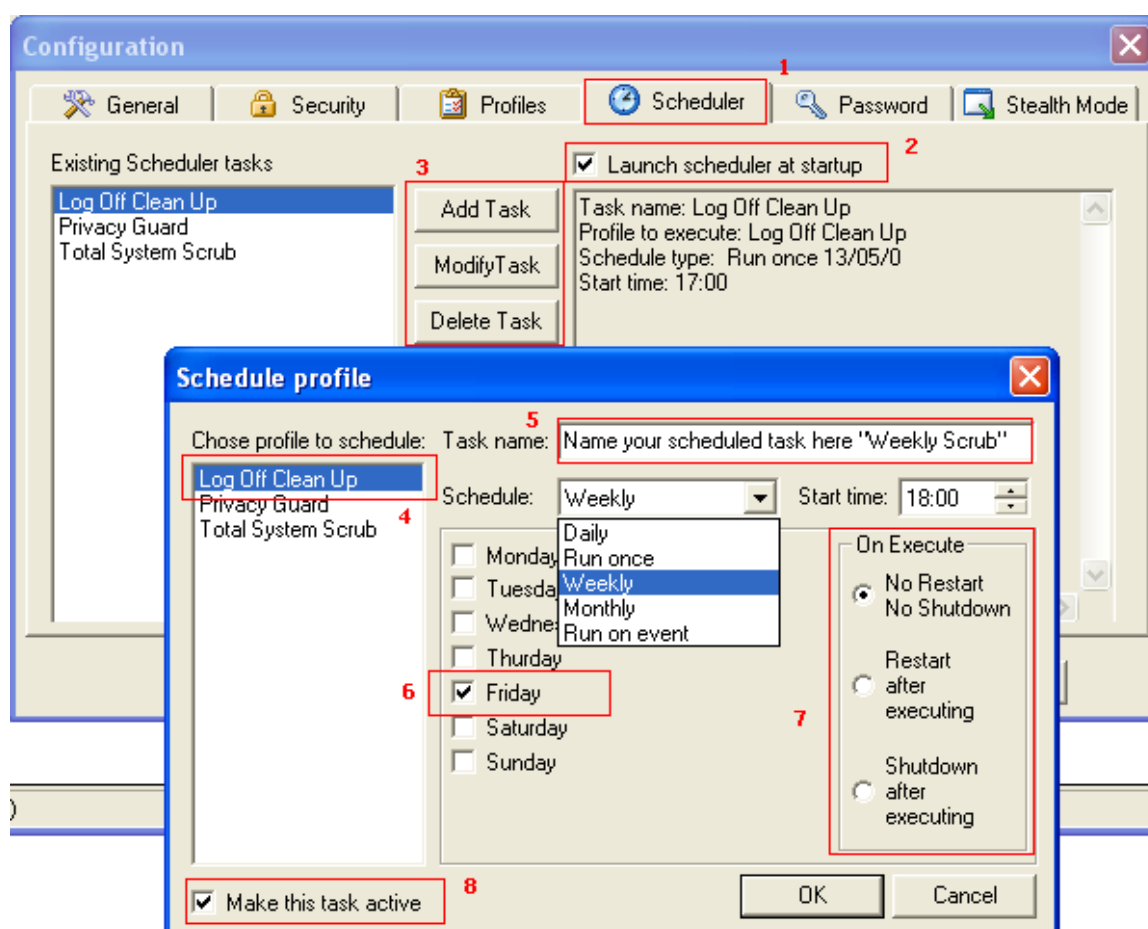 Configuration
1
General
Security
Profiles
Scheduler
Password
Stealth Mode
Existing Scheduler tasks
3
Launch scheduler at startup
2
Log Off Clean Up
Privacy Guard
Total System Scrub
Add Task
ModifyTask
Delete Task
Task name: Log Off Clean Up
Profile to execute: Log Off Clean Up
Schedule type: Run once 13/05/0
Start time: 17:00
Schedule profile
5
Chose profile to schedule:
Task name:
Name your scheduled task here "Weekly Scrub"
Log Off Clean Up
Privacy Guard
Total System Scrub
4
Schedule:
Weekly
Start time:
18:00
Daily
Run once
Weekly
Monthly
Run on event
Monday
Tuesda
Wedne
Thurday
6
Friday
Saturday
Sunday
On Execute
No Restart
No Shutdown
Restart
after
executing
7
Shutdown
after
executing
Make this task active
8
OK
Cancel